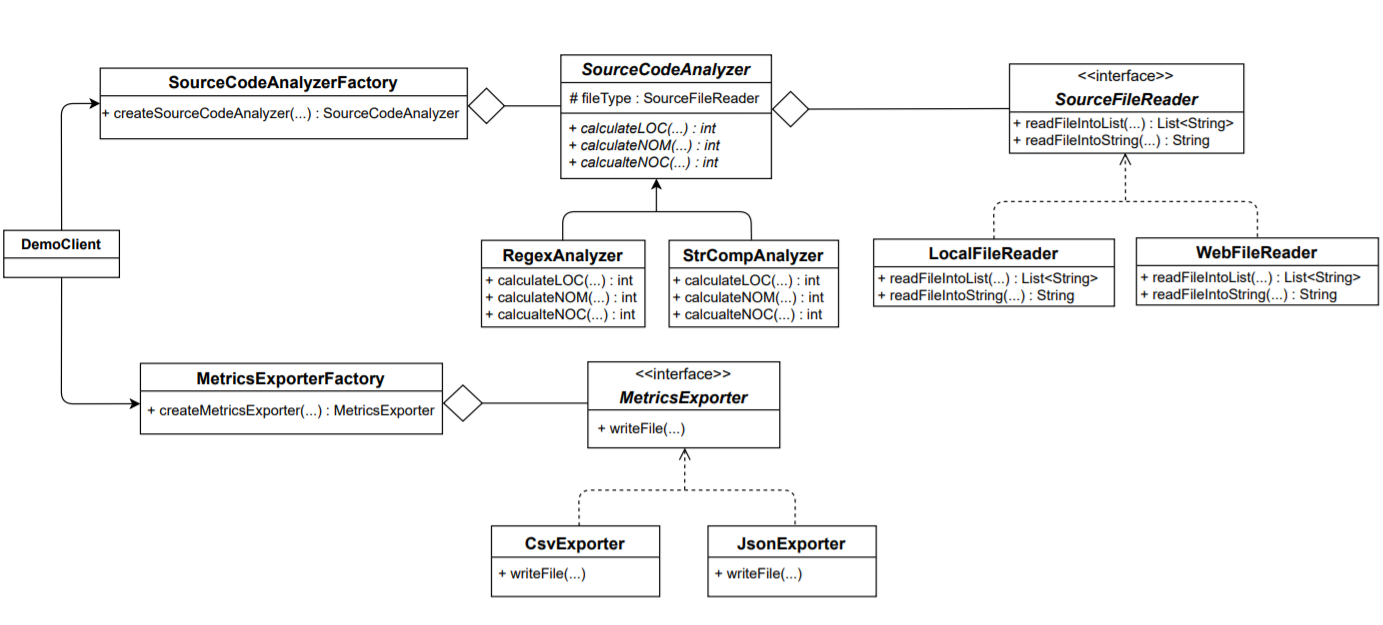 SourceCodeAnalyzerFactory
+ createSourceCodeAnalyzer(...) : SourceCodeAnalyzer
SourceCodeAnalyzer
# fileType : SourceFileReader
+ calculateLOC(...) : int
+ calculateNOM(...) : int
+ calcualteNOC(...) : int
<<interface>>
SourceFileReader
+ readFileIntoList(...) : List<String>
+ readFileIntoString(...) : String
DemoClient
RegexAnalyzer
+ calculateLOC(...) : int
+ calculateNOM(...) : int
+ calcualteNOC(...) : int
StrCompAnalyzer
+ calculateLOC(...) : int
+ calculateNOM(...) : int
+ calcualteNOC(...) : int
LocalFileReader
+ readFileIntoList(...) : List<String>
+ readFileIntoString(...) : String
WebFileReader
+ readFileIntoList(...) : List<String>
+ readFileIntoString(...) : String
MetricsExporterFactory
+ createMetricsExporter(...) : MetricsExporter
<<interface>>
MetricsExporter
+ writeFile(...)
CsvExporter
+ writeFile(...)
JsonExporter
+ writeFile(...)